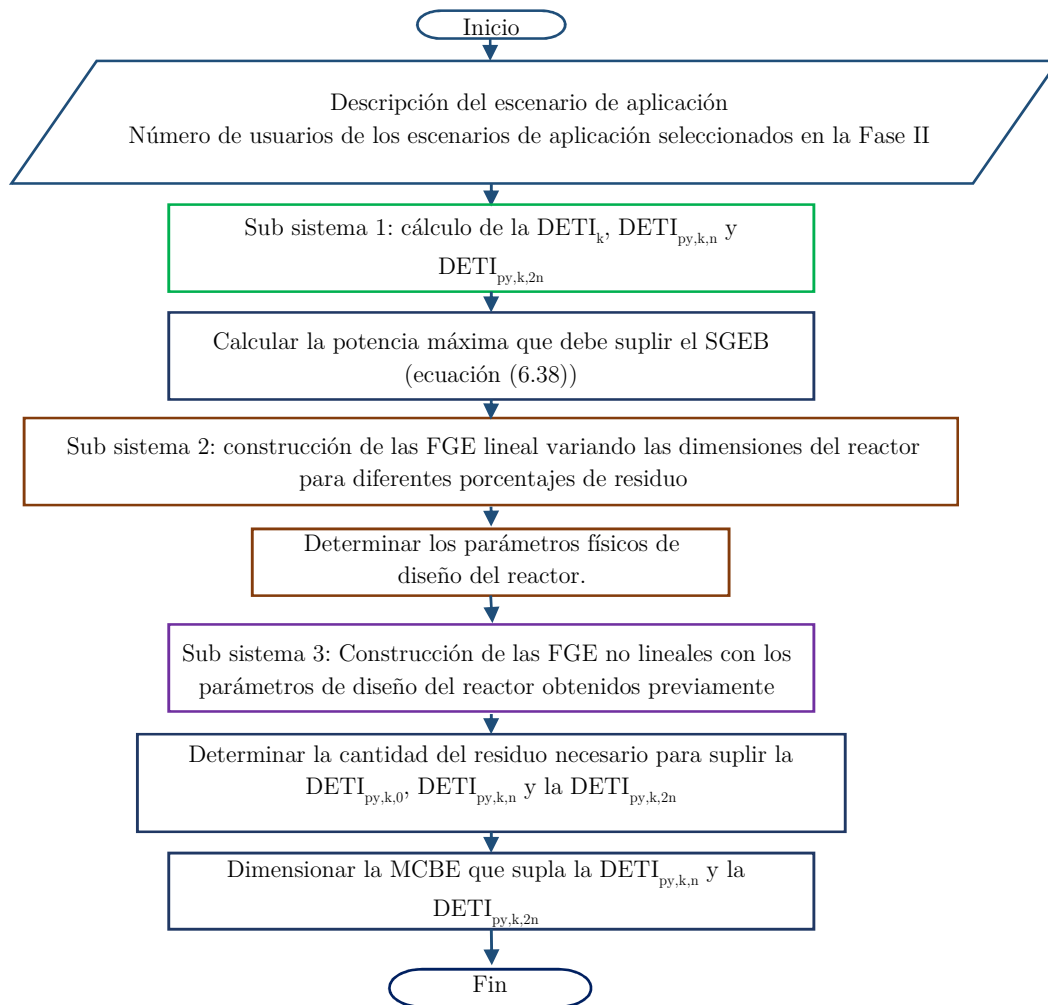 Inicio
Descripción del escenario de aplicación
Número de usuarios de los escenarios de aplicación seleccionados en la Fase II
Sub sistema 1: cálculo de la DETI_k, DETI_py,k,n y
DETI_py,k,2n
Calcular la potencia máxima que debe suplir el SGEB
(ecuación (6.38))
Sub sistema 2: construcción de las FGE lineal variando las dimensiones del reactor
para diferentes porcentajes de residuo
Determinar los parámetros físicos de
diseño del reactor.
Sub sistema 3: Construcción de las FGE no lineales con los
parámetros de diseño del reactor obtenidos previamente
Determinar la cantidad del residuo necesario para suplir la
DETI_py,k,0, DETI_py,k,n y la DETI_py,k,2n
Dimensionar la MCBE que supla la DETI_py,k,n y la
DETI_py,k,2n
Fin